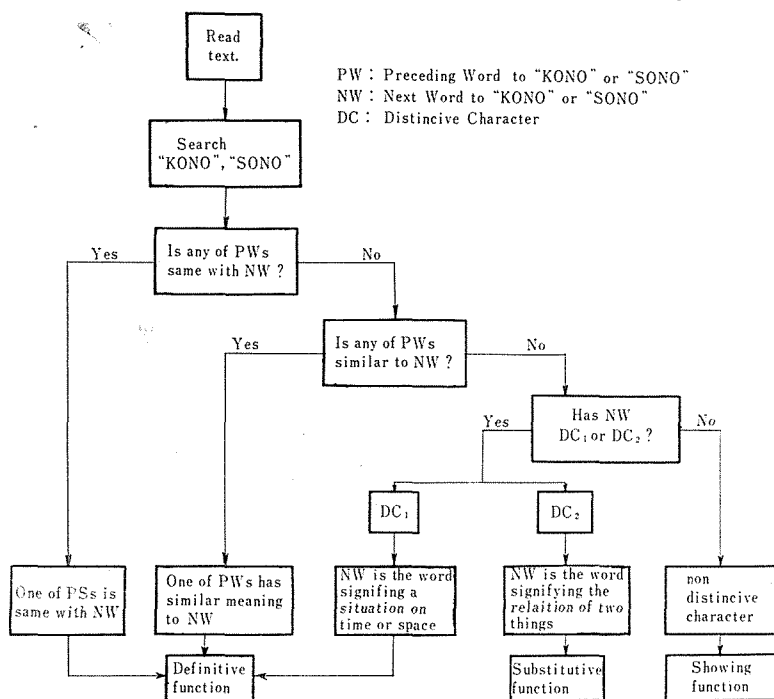 Read
text.
PW : Preceding Word to “KONO” or “SONO”
NW : Next Word to “KONO” or “SONO”
DC : Distincive Character
Search
“KONO”, “SONO”
Yes
Is any of PWs
same with NW ?
No
Yes
Is any of PWs
similar to NW ?
No
Yes
Has NW
DC₁ or DC₂ ?
No
DC₁
DC₂
One of PSs is
same with NW
One of PWs has
similar meaning
to NW
NW is the word
signifing a
situation on
time or space
NW is the word
signifying the
relaition of two
things
non
distinctive
character
Definitive
function
Substitutive
function
Showing
function